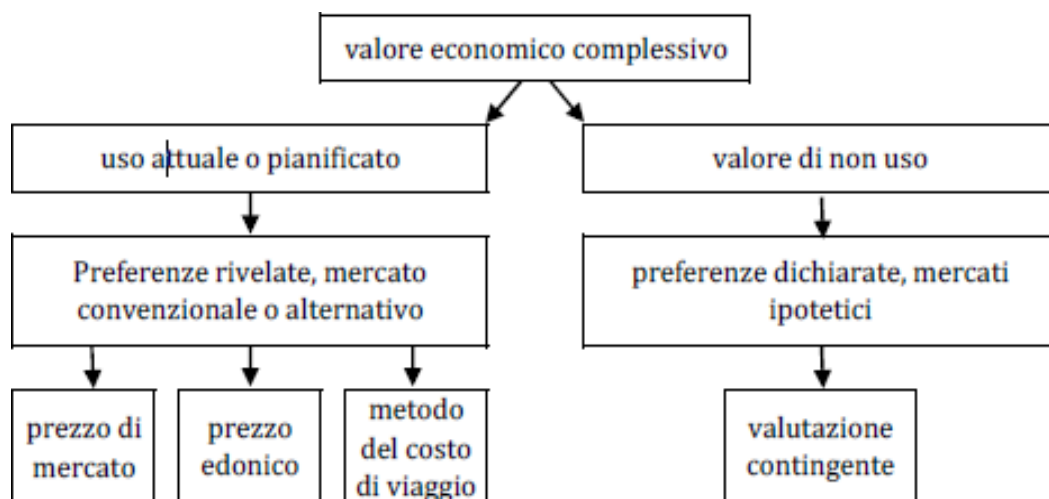 valore economico complessivo
uso attuale o pianificato
valore di non uso
Preferenze rivelate, mercato
convenzionale o alternativo
preferenze dichiarate, mercati
ipotetici
prezzo di
mercato
prezzo
edonico
metodo
del costo
di viaggio
valutazione
contingente